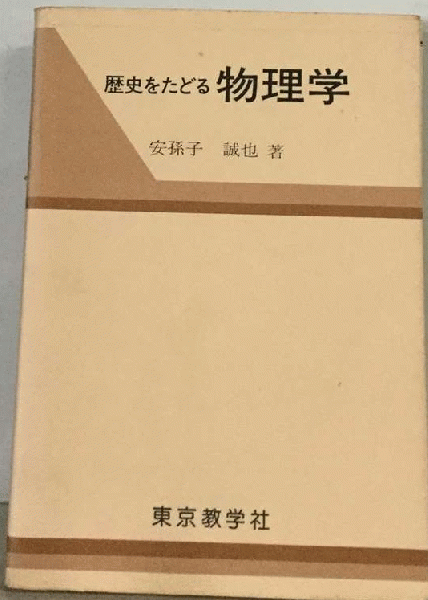 歴史をたどる 物理学
安孫子 誠也 著
東京教学社